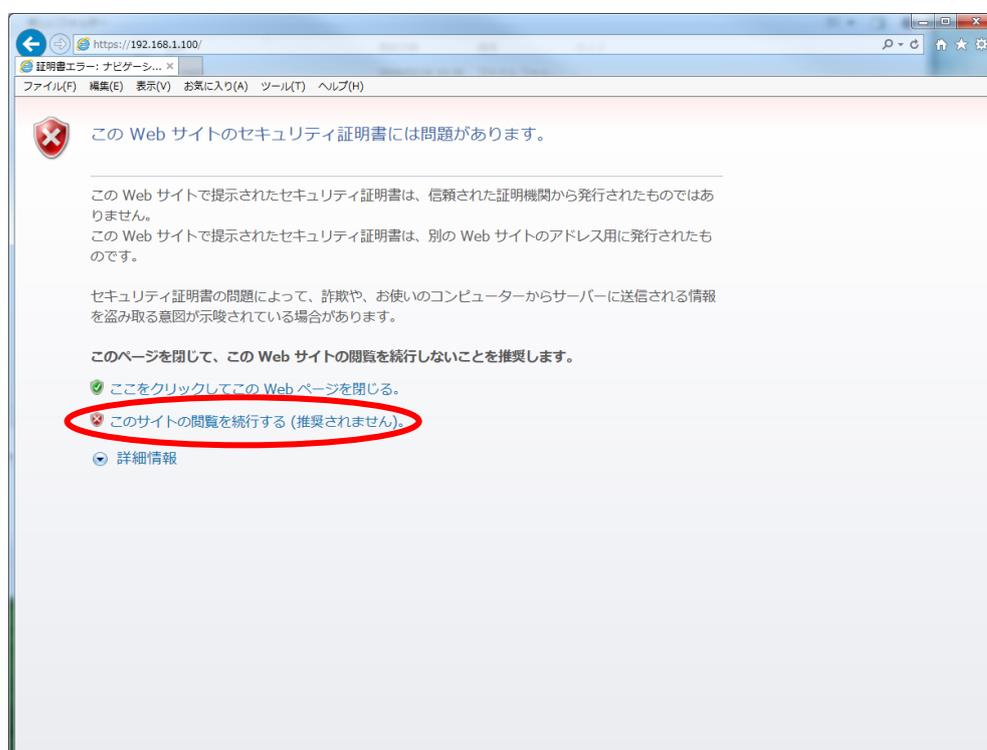 https://192.168.1.100/
証明書エラー: ナビゲーシ... ×
ファイル(F) 編集(E) 表示(V) お気に入り(A) ツール(T) ヘルプ(H)
この Web サイトのセキュリティ証明書には問題があります。
この Web サイトで提示されたセキュリティ証明書は、信頼された証明機関から発行されたものではあ
りません。
この Web サイトで提示されたセキュリティ証明書は、別の Web サイトのアドレス用に発行されたも
のです。
セキュリティ証明書の問題によって、詐欺や、お使いのコンピューターからサーバーに送信される情報
を盗み取る意図が示唆されている場合があります。
このページを閉じて、この Web サイトの閲覧を続行しないことを推奨します。
ここをクリックしてこの Web ページを閉じる。
このサイトの閲覧を続行する (推奨されません)。
詳細情報